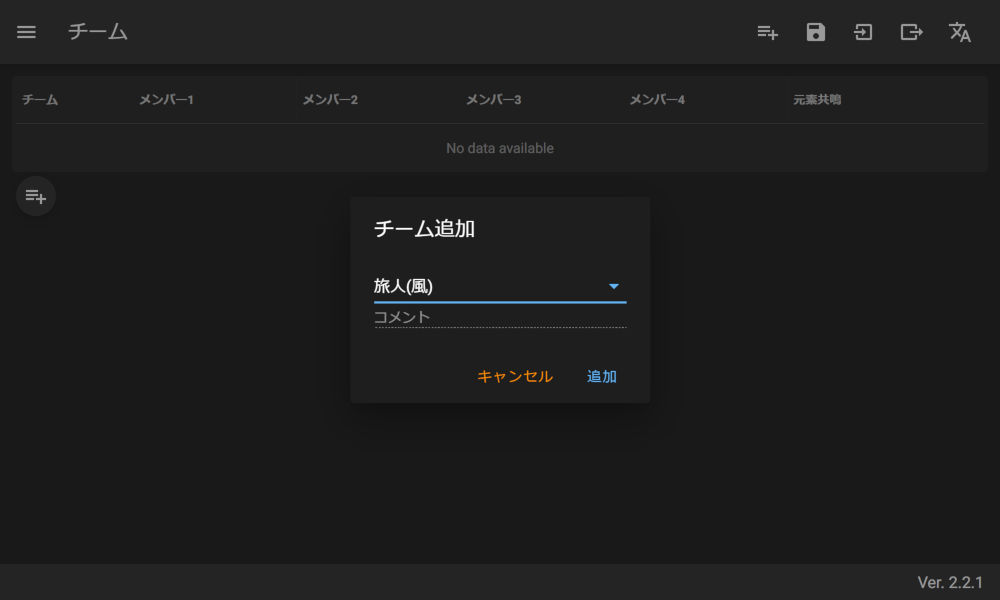 チーム
チーム メンバー1 メンバー2 メンバー3 メンバー4 元素共鳴
No data available
チーム追加
旅人(風)
コメント
キャンセル 追加
Ver. 2.2.1